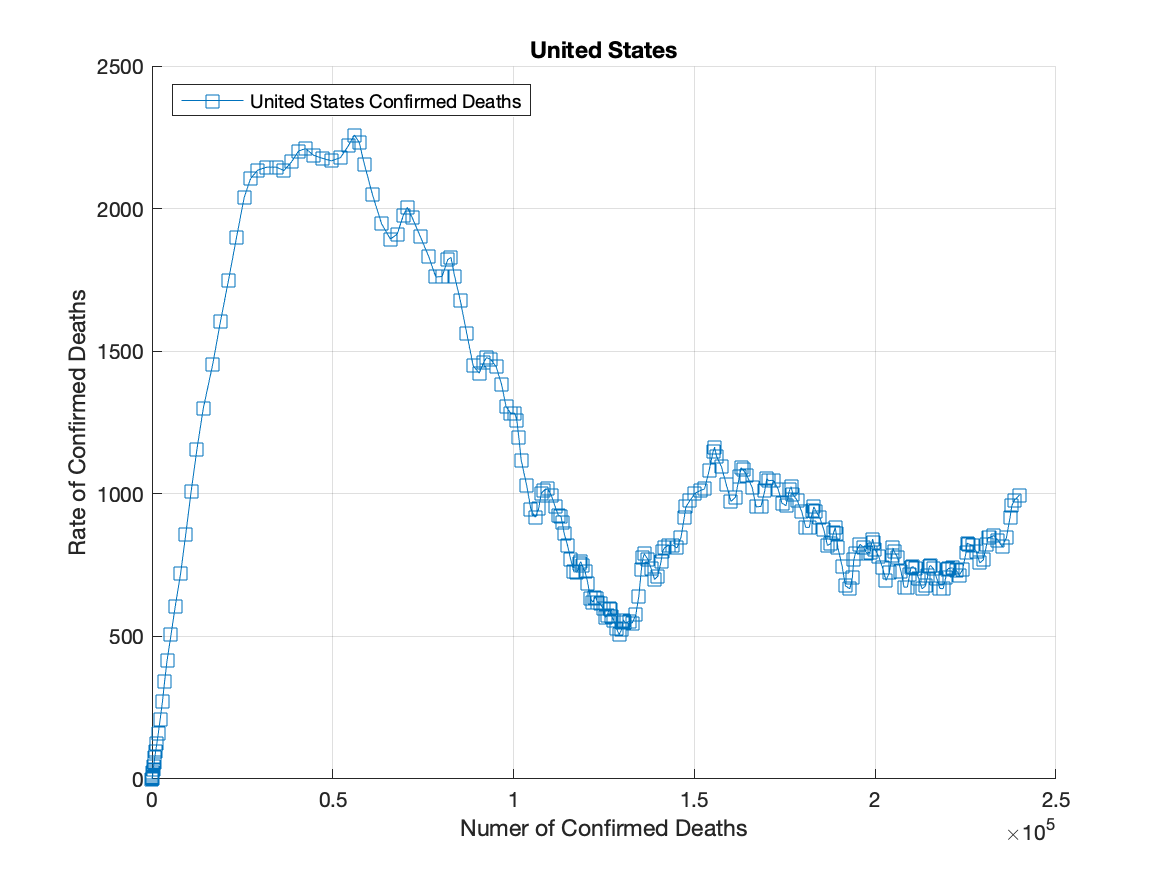 United States
United States Confirmed Deaths
2500
2000
1500
1000
500
0
Rate of Confirmed Deaths
0 0.5 1 1.5 2 2.5
×10^5
Numer of Confirmed Deaths